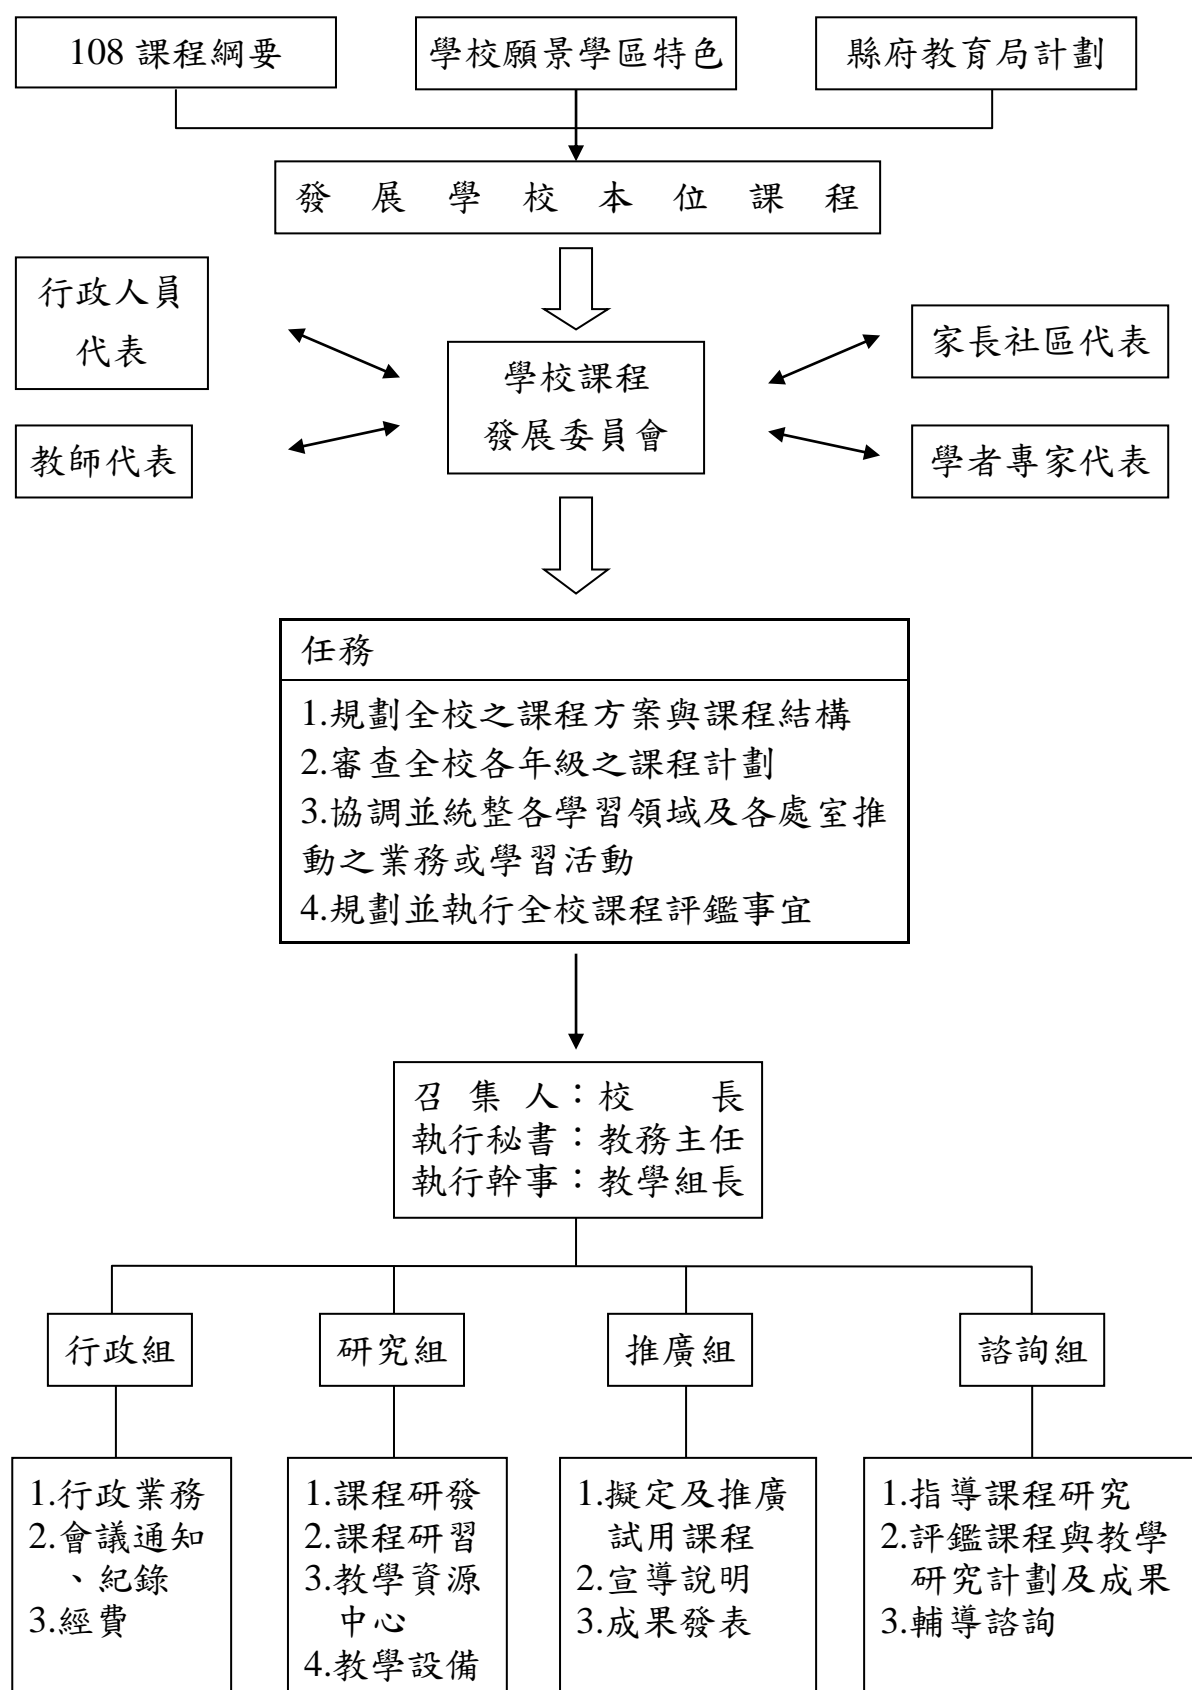 108 課程綱要
學校願景學區特色
縣府教育局計劃
發展學校本位課程
行政人員
代表
教師代表
學校課程
發展委員會
家長社區代表
學者專家代表
任務
1.規劃全校之課程方案與課程結構
2.審查全校各年級之課程計劃
3.協調並統整各學習領域及各處室推
動之業務或學習活動
4.規劃並執行全校課程評鑑事宜
召集人：校長
執行秘書：教務主任
執行幹事：教學組長
行政組
研究組
推廣組
諮詢組
1.行政業務
2.會議通知
、紀錄
3.經費
1.課程研發
2.課程研習
3.教學資源
中心
4.教學設備
1.擬定及推廣
試用課程
2.宣導說明
3.成果發表
1.指導課程研究
2.評鑑課程與教學
研究計劃及成果
3.輔導諮詢